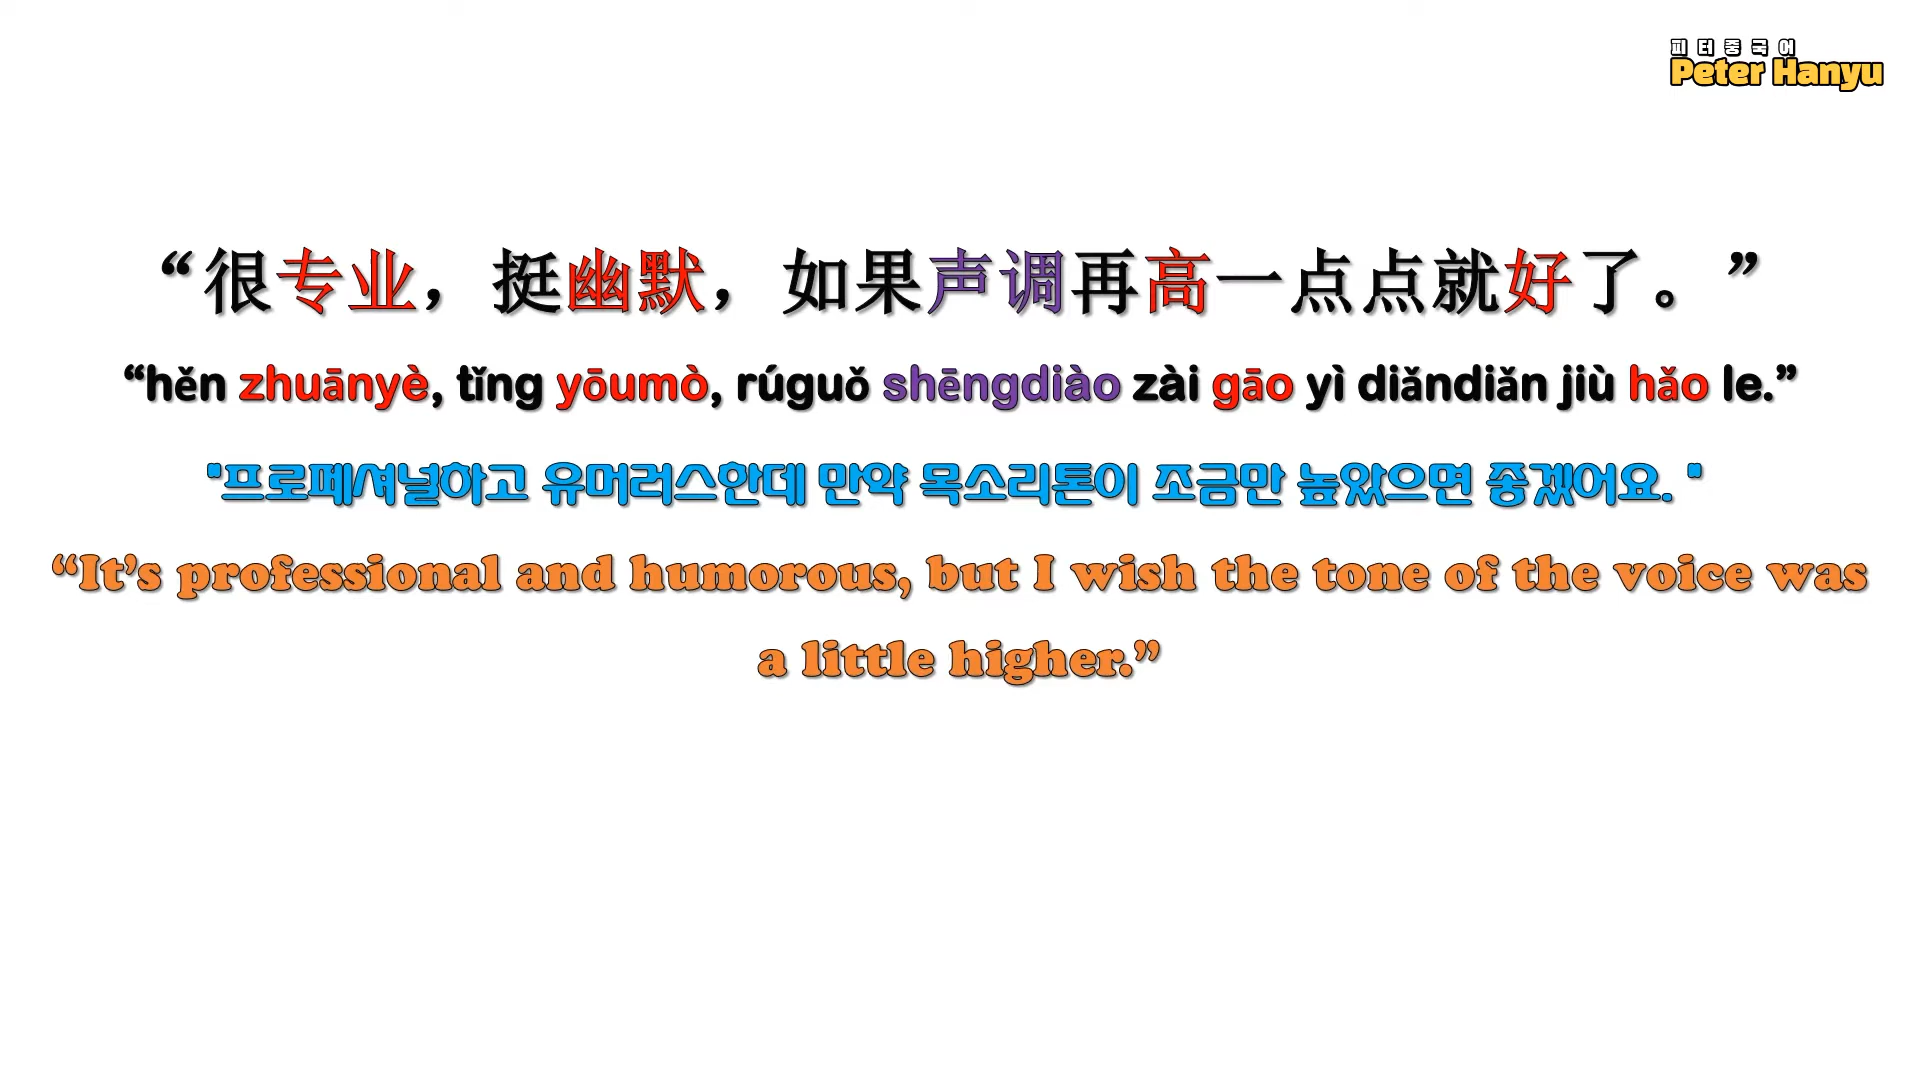 피터중국어
Peter Hanyu
“很专业，挺幽默，如果声调再高一点点就好了。”
“hěn zhuānyè, tǐng yōumò, rúguǒ shēngdiào zài gāo yì diǎndiǎn jiù hǎo le.”
"프로페셔널하고 유머러스한데 만약 목소리톤이 조금만 높았으면 좋겠어요. "
“It’s professional and humorous, but I wish the tone of the voice was
a little higher.”